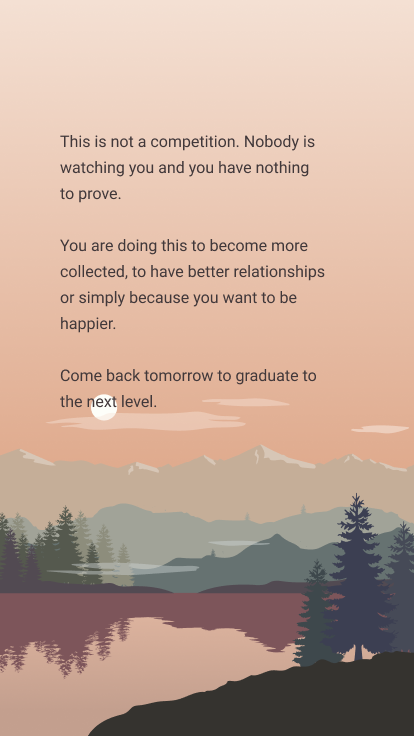 This is not a competition. Nobody is
watching you and you have nothing
to prove.
You are doing this to become more
collected, to have better relationships
or simply because you want to be
happier.
Come back tomorrow to graduate to
the next level.